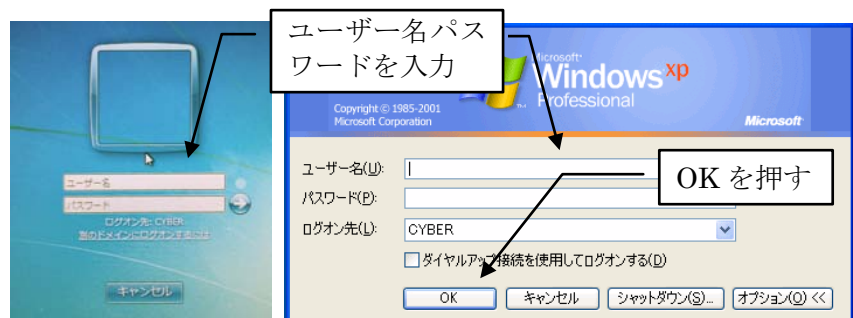 ユーザー名パス
ワードを入力
ユーザー名
パスワード
ログオン先: CYBER
別のドメインにログオンするには
キャンセル
Microsoft
Windows xp
Professional
Copyright © 1985-2001
Microsoft Corporation
Microsoft
ユーザー名(U):
OK を押す
パスワード(P):
ログオン先(L):
CYBER
ダイヤルアップ接続を使用してログオンする(D)
OK
キャンセル
シャットダウン(S)...
オプション(O) <<